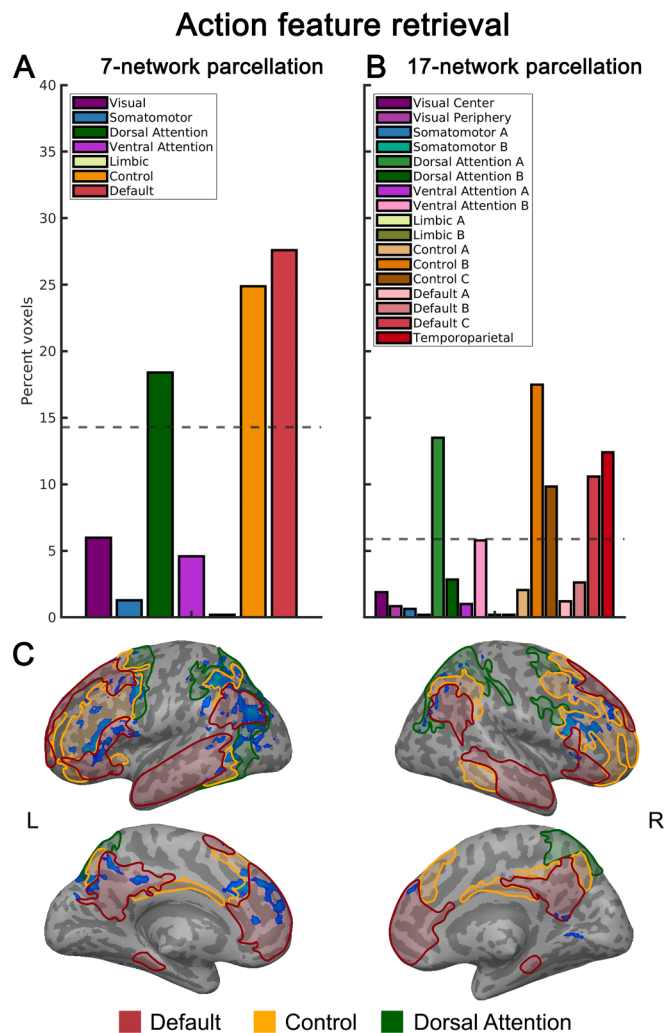 Action feature retrieval
A 7-network parcellation
40
35
30
25
20
15
10
5
0
Percent voxels
Visual
Somatomotor
Dorsal Attention
Ventral Attention
Limbic
Control
Default
B 17-network parcellation
Visual Center
Visual Periphery
Somatomotor A
Somatomotor B
Dorsal Attention A
Dorsal Attention B
Ventral Attention A
Ventral Attention B
Limbic A
Limbic B
Control A
Control B
Control C
Default A
Default B
Default C
Temporoparietal
0
C
L R
Default Control Dorsal Attention